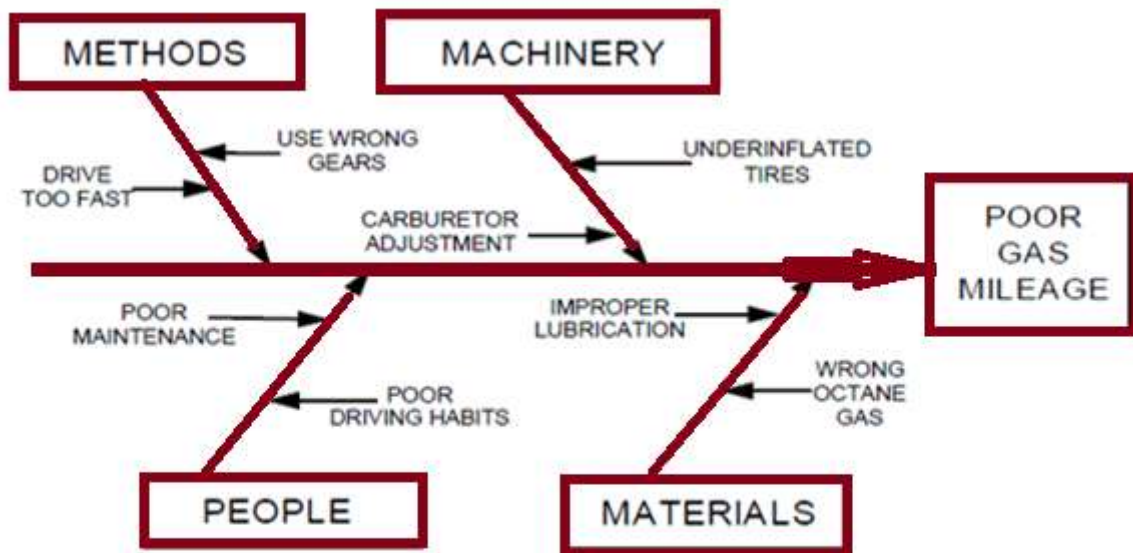 METHODS
MACHINERY
USE WRONG
GEARS
DRIVE
TOO FAST
UNDERINFLATED
TIRES
CARBURETOR
ADJUSTMENT
POOR
GAS
MILEAGE
POOR
MAINTENANCE
IMPROPER
LUBRICATION
POOR
DRIVING HABITS
WRONG
OCTANE
GAS
PEOPLE
MATERIALS